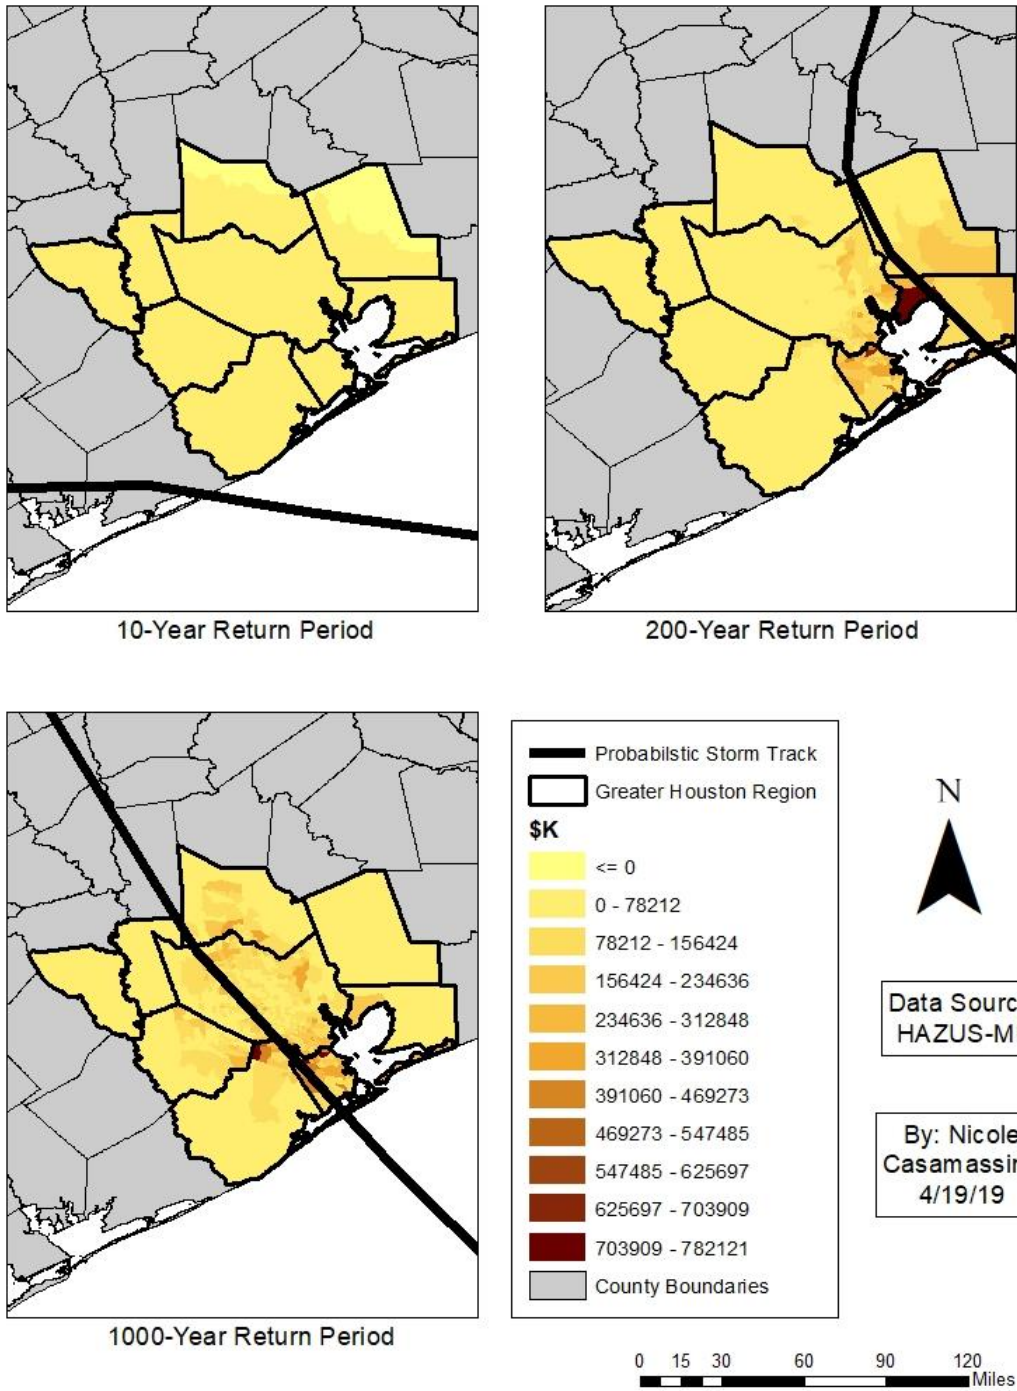 10-Year Return Period
200-Year Return Period
1000-Year Return Period
Probabilstic Storm Track
Greater Houston Region
$K
<= 0
0 - 78212
78212 - 156424
156424 - 234636
234636 - 312848
312848 - 391060
391060 - 469273
469273 - 547485
547485 - 625697
625697 - 703909
703909 - 782121
County Boundaries
N
Data Sourc
HAZUS-M
By: Nicole
Casamassin
4/19/19
0 15 30 60 90 120
Miles